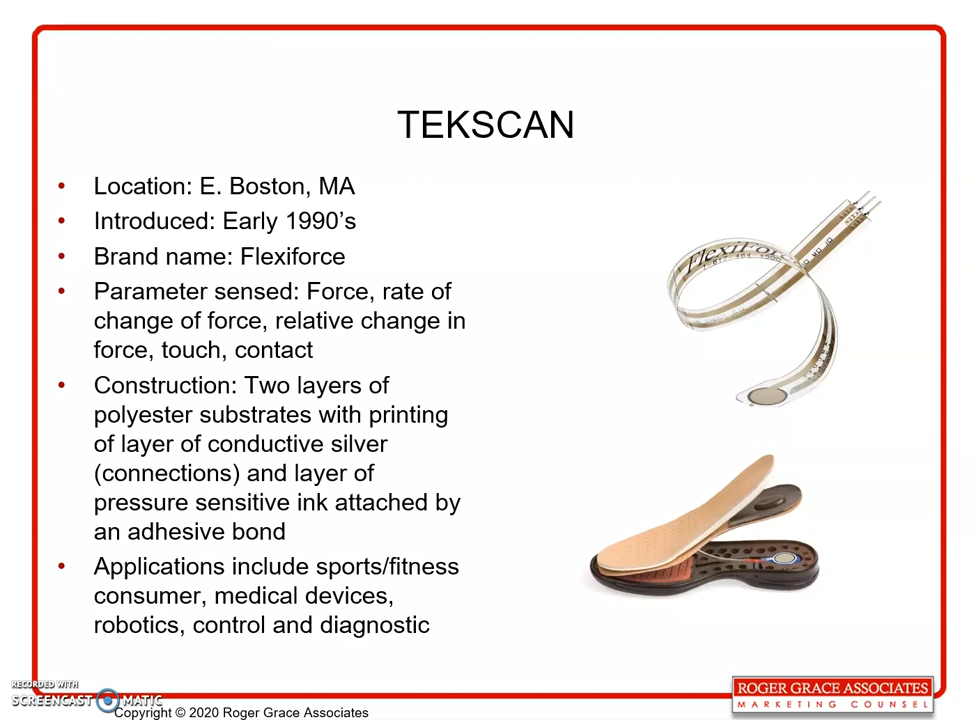 TEKSCAN
• Location: E. Boston, MA
• Introduced: Early 1990’s
• Brand name: Flexiforce
• Parameter sensed: Force, rate of
change of force, relative change in
force, touch, contact
• Construction: Two layers of
polyester substrates with printing
of layer of conductive silver
(connections) and layer of
pressure sensitive ink attached by
an adhesive bond
• Applications include sports/fitness
consumer, medical devices,
robotics, control and diagnostic
FlexiForc
RECORDED WITH
SCREENCAST MATIC
Copyright © 2020 Roger Grace Associates
ROGER GRACE ASSOCIATES
MARKETING COUNSEL